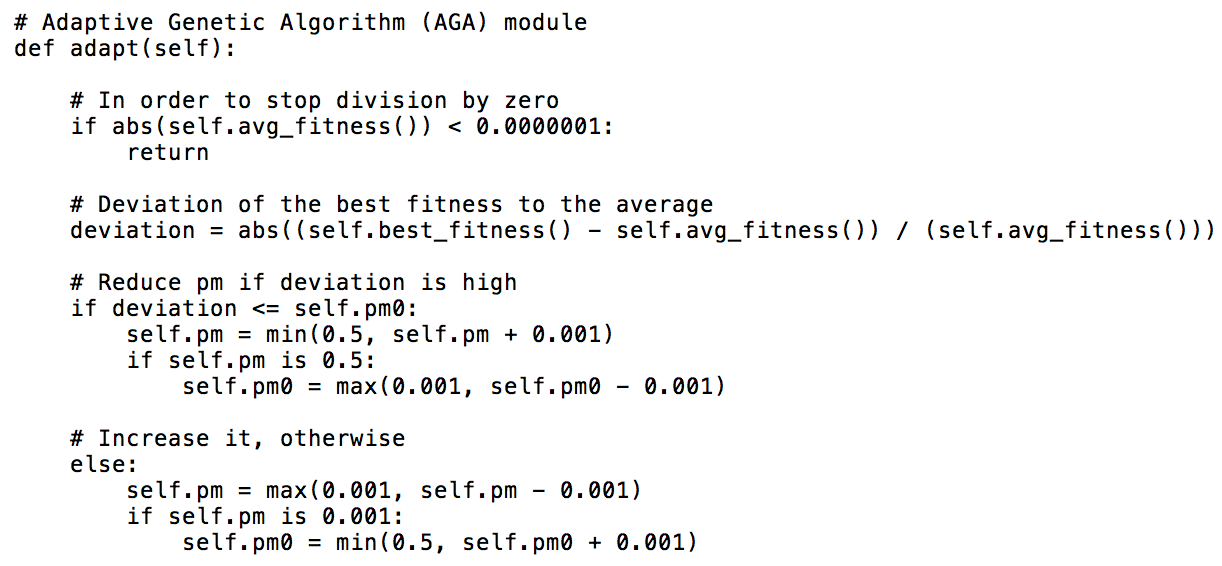 # Adaptive Genetic Algorithm (AGA) module
def adapt(self):
    # In order to stop division by zero
    if abs(self.avg_fitness()) < 0.0000001:
        return
    # Deviation of the best fitness to the average
    deviation = abs((self.best_fitness() - self.avg_fitness()) / (self.avg_fitness()))
    # Reduce pm if deviation is high
    if deviation <= self.pm0:
        self.pm = min(0.5, self.pm + 0.001)
        if self.pm is 0.5:
            self.pm0 = max(0.001, self.pm0 - 0.001)
    # Increase it, otherwise
    else:
        self.pm = max(0.001, self.pm - 0.001)
        if self.pm is 0.001:
            self.pm0 = min(0.5, self.pm0 + 0.001)